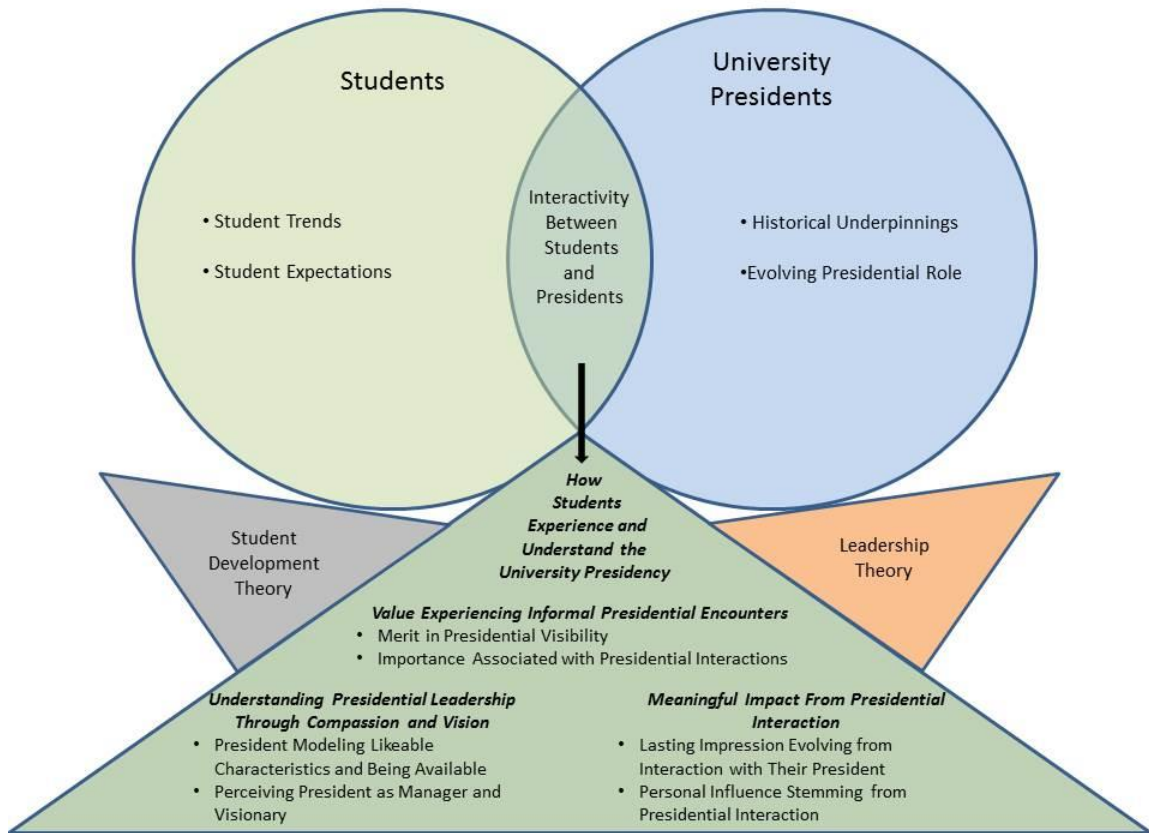 Students
University
Presidents
• Student Trends
• Student Expectations
Interactivity
Between
Students
and
Presidents
• Historical Underpinnings
•Evolving Presidential Role
Student
Development
Theory
How
Students
Experience and
Understand the
University Presidency
Leadership
Theory
Value Experiencing Informal Presidential Encounters
• Merit in Presidential Visibility
• Importance Associated with Presidential Interactions
Understanding Presidential Leadership
Through Compassion and Vision
• President Modeling Likeable
Characteristics and Being Available
• Perceiving President as Manager and
Visionary
Meaningful Impact From Presidential
Interaction
• Lasting Impression Evolving from
Interaction with Their President
• Personal Influence Stemming from
Presidential Interaction